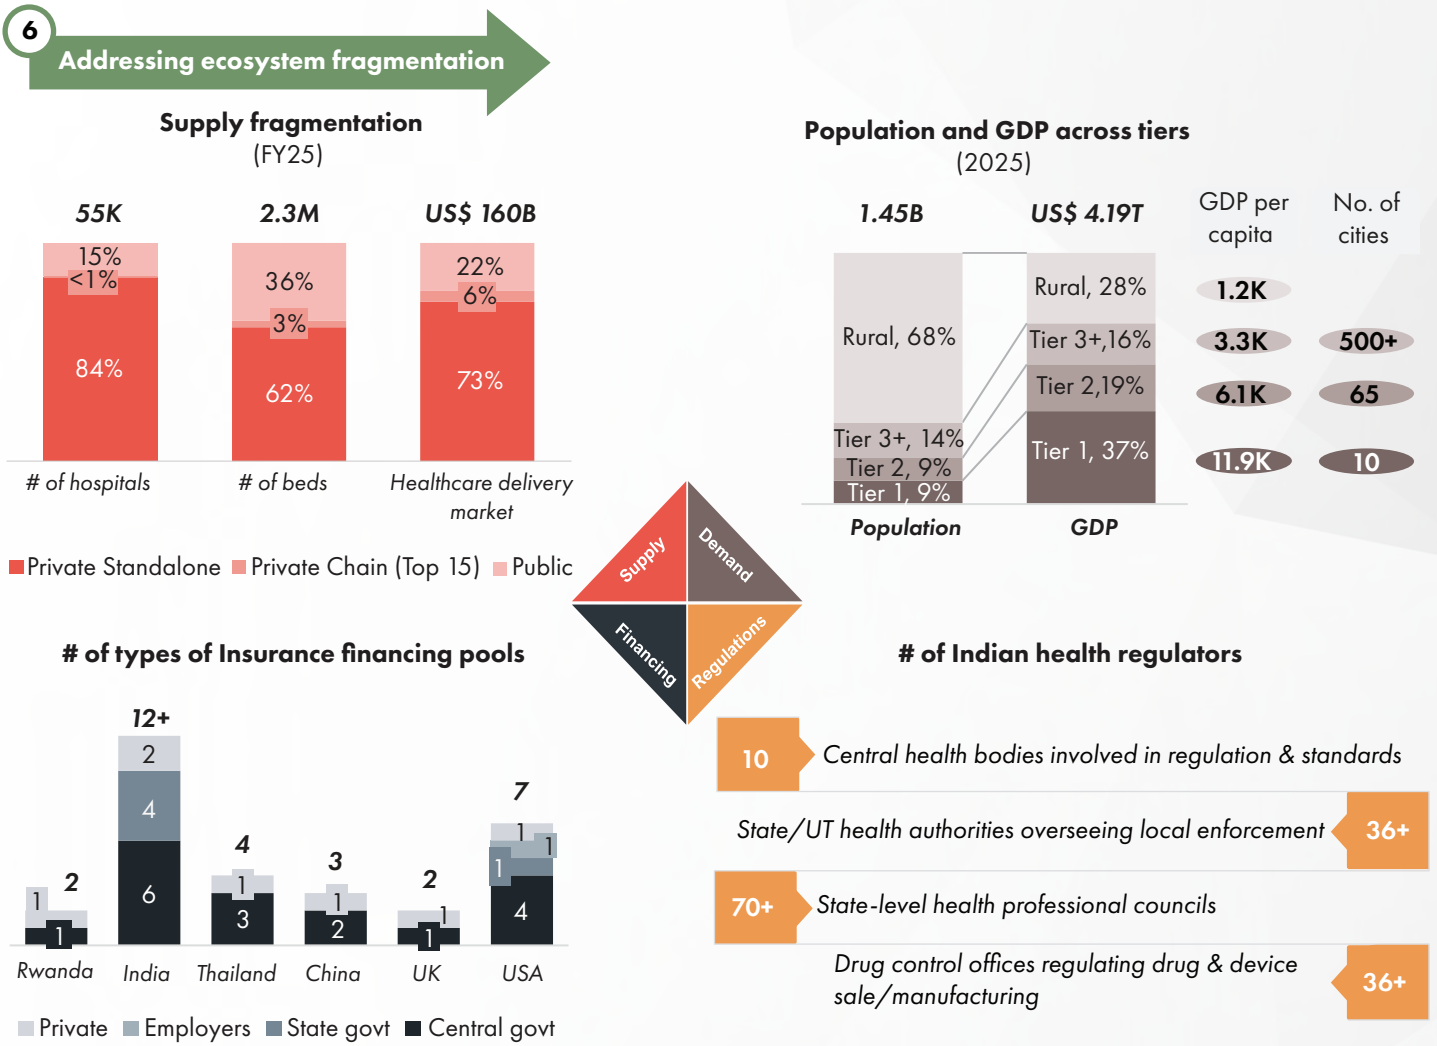 6
Addressing ecosystem fragmentation
Supply fragmentation
(FY25)
55K
2.3M
US$ 160B
15%
<1%
84%
36%
3%
62%
22%
6%
73%
# of hospitals
# of beds
Healthcare delivery
market
Private Standalone
Private Chain (Top 15)
Public
Population and GDP across tiers
(2025)
1.45B
US$ 4.19T
GDP per
capita
No. of
cities
Rural, 68%
Tier 3+, 14%
Tier 2, 9%
Tier 1, 9%
Rural, 28%
Tier 3+,16%
Tier 2,19%
Tier 1, 37%
1.2K
3.3K
500+
6.1K
65
11.9K
10
Population
GDP
Supply
Demand
Financing
Regulations
# of types of Insurance financing pools
2
1
1
12+
2
4
6
4
1
3
3
1
2
2
1
1
7
1
1
1
4
Rwanda
India
Thailand
China
UK
USA
Private
Employers
State govt
Central govt
# of Indian health regulators
10
Central health bodies involved in regulation & standards
State/UT health authorities overseeing local enforcement
36+
70+
State-level health professional councils
Drug control offices regulating drug & device
sale/manufacturing
36+